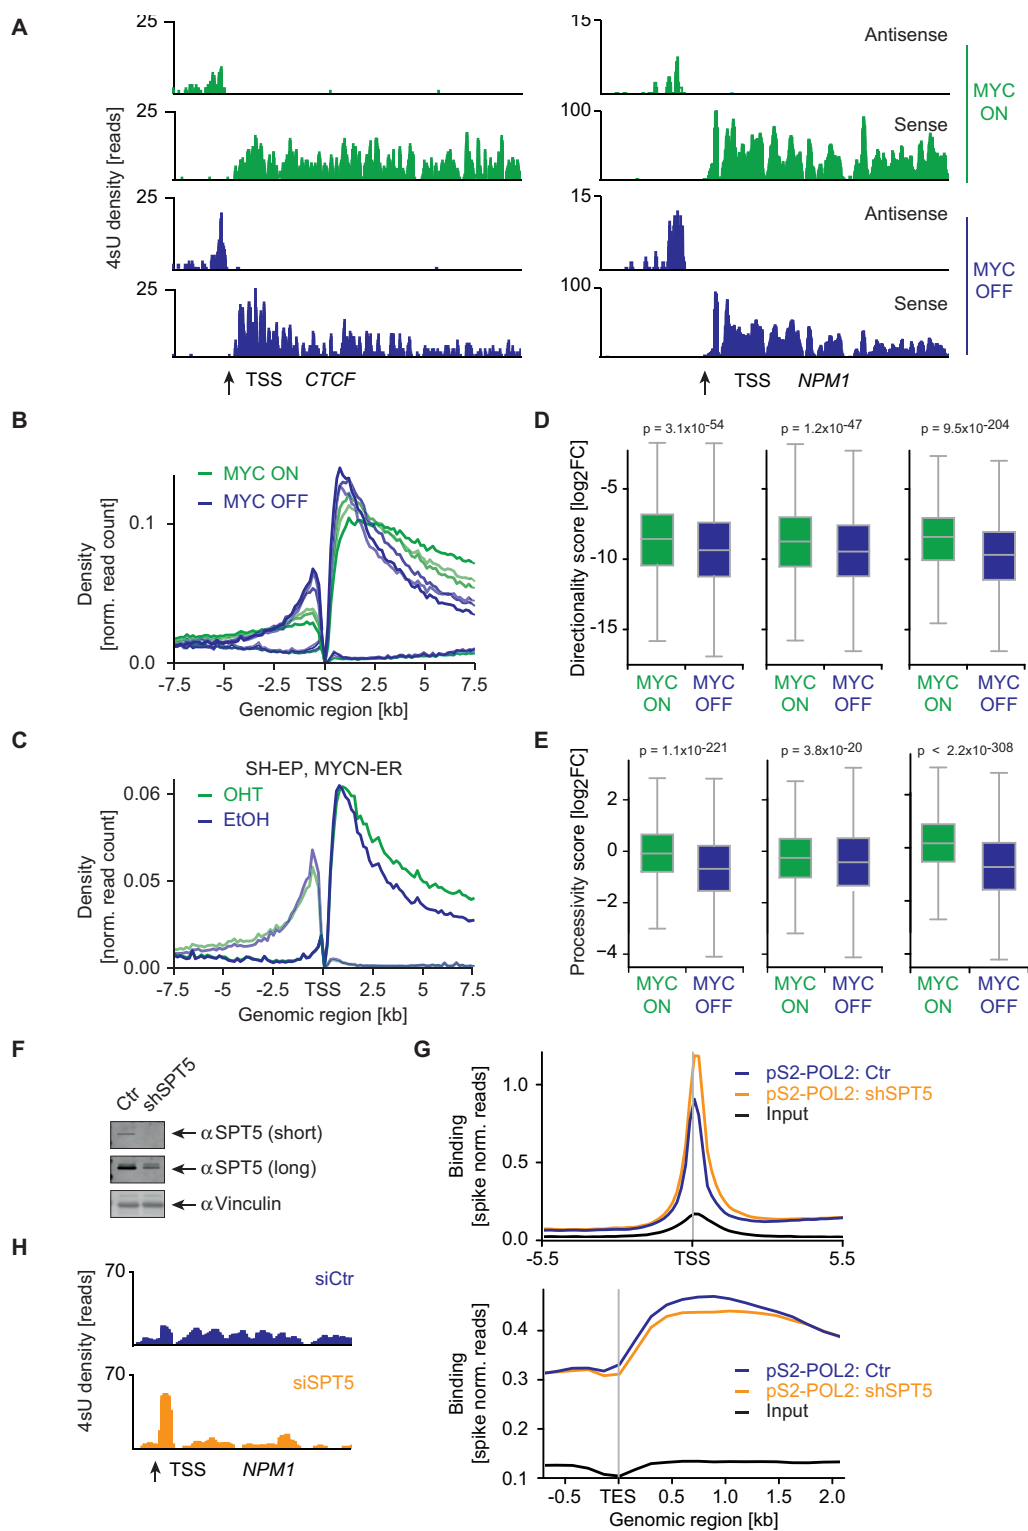 A
25
15
Antisense
MYC
ON
25
100
Sense
4sU density [reads]
25
15
Antisense
MYC
OFF
25
100
Sense
TSS CTCF
TSS NPM1
B
MYC ON
MYC OFF
0.1
0.0
Density
[norm. read count]
-7.5 -5 -2.5 TSS 2.5 5 7.5
Genomic region [kb]
C
SH-EP, MYCN-ER
OHT
EtOH
0.06
0.05
0.00
Density
[norm. read count]
-7.5 -5 -2.5 TSS 2.5 5 7.5
Genomic region [kb]
D
p = 3.1x10-54
p = 1.2x10-47
p = 9.5x10-204
Directionality score [log2FC]
−5
−10
−15
MYC ON
MYC OFF
MYC ON
MYC OFF
MYC ON
MYC OFF
E
p = 1.1x10-221
p = 3.8x10-20
p < 2.2x10-308
Processivity score [log2FC]
2
0
−2
−4
MYC ON
MYC OFF
MYC ON
MYC OFF
MYC ON
MYC OFF
F
Ctr
shSPT5
αSPT5 (short)
αSPT5 (long)
αVinculin
G
Binding
[spike norm. reads]
1.0
0.5
0.0
pS2-POL2: Ctr
pS2-POL2: shSPT5
Input
-5.5 TSS 5.5
Binding
[spike norm. reads]
0.4
0.3
0.2
0.1
pS2-POL2: Ctr
pS2-POL2: shSPT5
Input
-0.5 TES 0.5 1.0 1.5 2.0
Genomic region [kb]
H
4sU density [reads]
70
siCtr
70
siSPT5
TSS NPM1